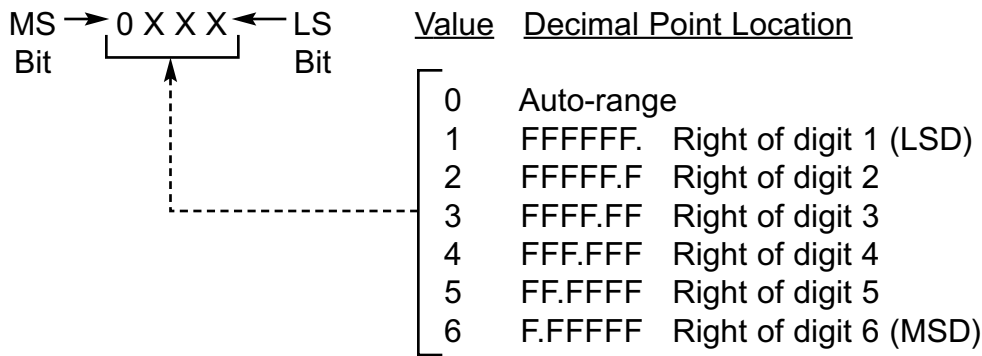 MS 0 X X X LS Value Decimal Point Location
Bit Bit
0 Auto-range
1 FFFFFF. Right of digit 1 (LSD)
2 FFFFF.F Right of digit 2
3 FFFF.FF Right of digit 3
4 FFF.FFF Right of digit 4
5 FF.FFFF Right of digit 5
6 F.FFFFF Right of digit 6 (MSD)